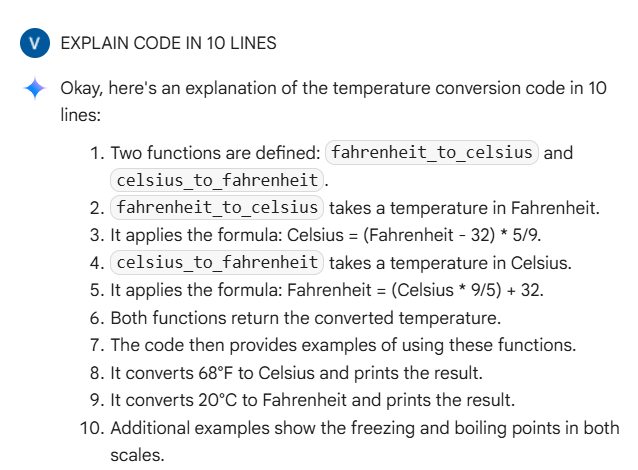 V EXPLAIN CODE IN 10 LINES
Okay, here's an explanation of the temperature conversion code in 10
lines:
1. Two functions are defined: fahrenheit_to_celsius and
celsius_to_fahrenheit.
2. fahrenheit_to_celsius takes a temperature in Fahrenheit.
3. It applies the formula: Celsius = (Fahrenheit - 32) * 5/9.
4. celsius_to_fahrenheit takes a temperature in Celsius.
5. It applies the formula: Fahrenheit = (Celsius * 9/5) + 32.
6. Both functions return the converted temperature.
7. The code then provides examples of using these functions.
8. It converts 68°F to Celsius and prints the result.
9. It converts 20°C to Fahrenheit and prints the result.
10. Additional examples show the freezing and boiling points in both
scales.